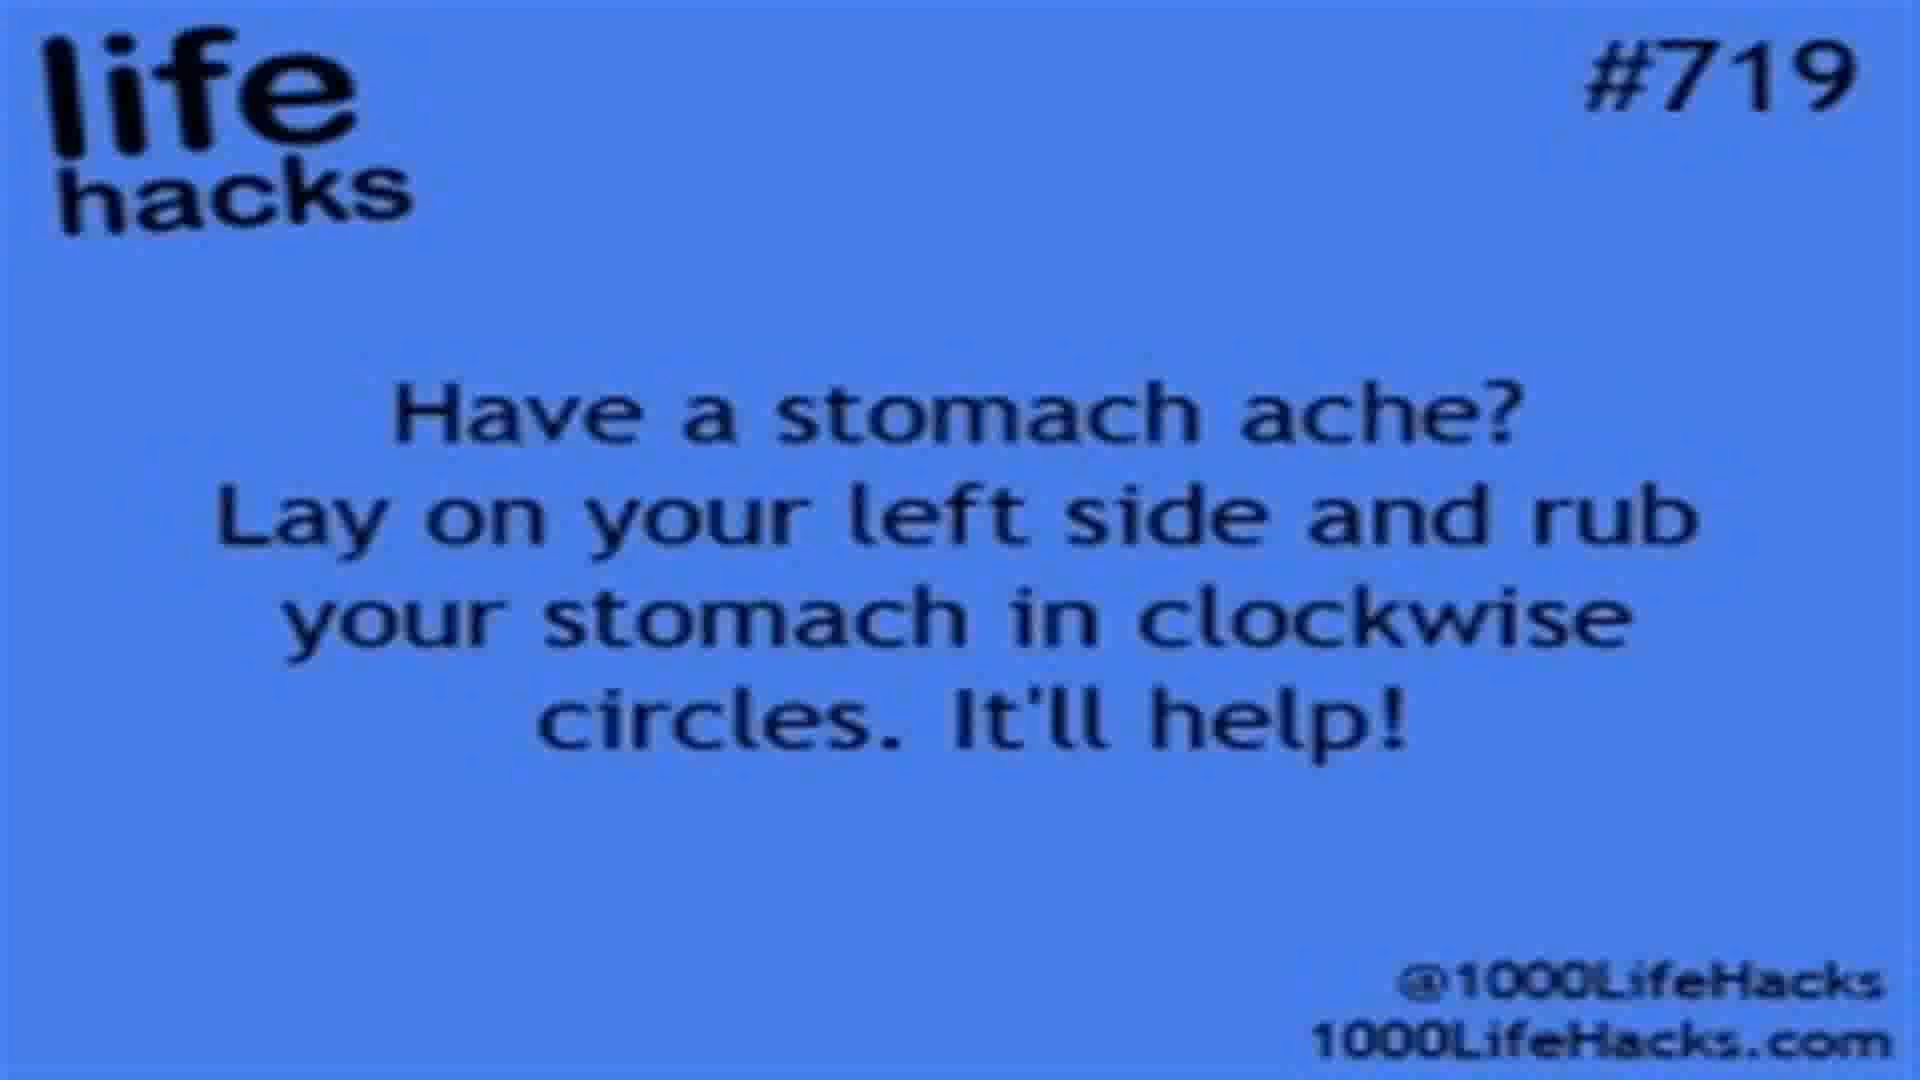 life
hacks
#719
Have a stomach ache?
Lay on your left side and rub
your stomach in clockwise
circles. It'll help!
@1000LifeHacks
1000LifeHacks.com